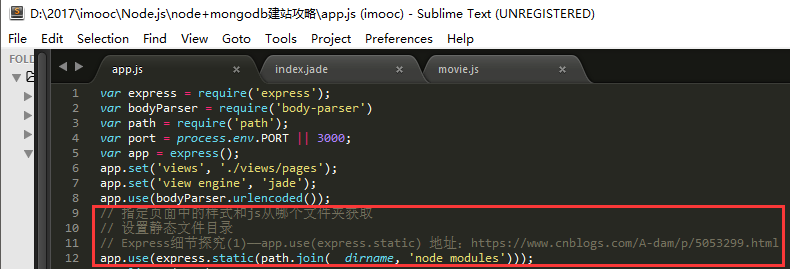 D:\2017\imooc\Node.js\node+mongodb建站攻略\app.js (imooc) - Sublime Text (UNREGISTERED)
File Edit Selection Find View Goto Tools Project Preferences Help
FOLD
app.js × index.jade × movie.js ×
1 var express = require('express');
2 var bodyParser = require('body-parser')
3 var path = require('path');
4 var port = process.env.PORT || 3000;
5 var app = express();
6 app.set('views', './views/pages');
7 app.set('view engine', 'jade');
8 app.use(bodyParser.urlencoded());
9 // 指定页面中的样式和js从哪个文件夹获取
10 // 设置静态文件目录
11 // Express细节探究(1)——app.use(express.static) 地址：https://www.cnblogs.com/A-dam/p/5053299.html
12 app.use(express.static(path.join(__dirname, 'node_modules')));